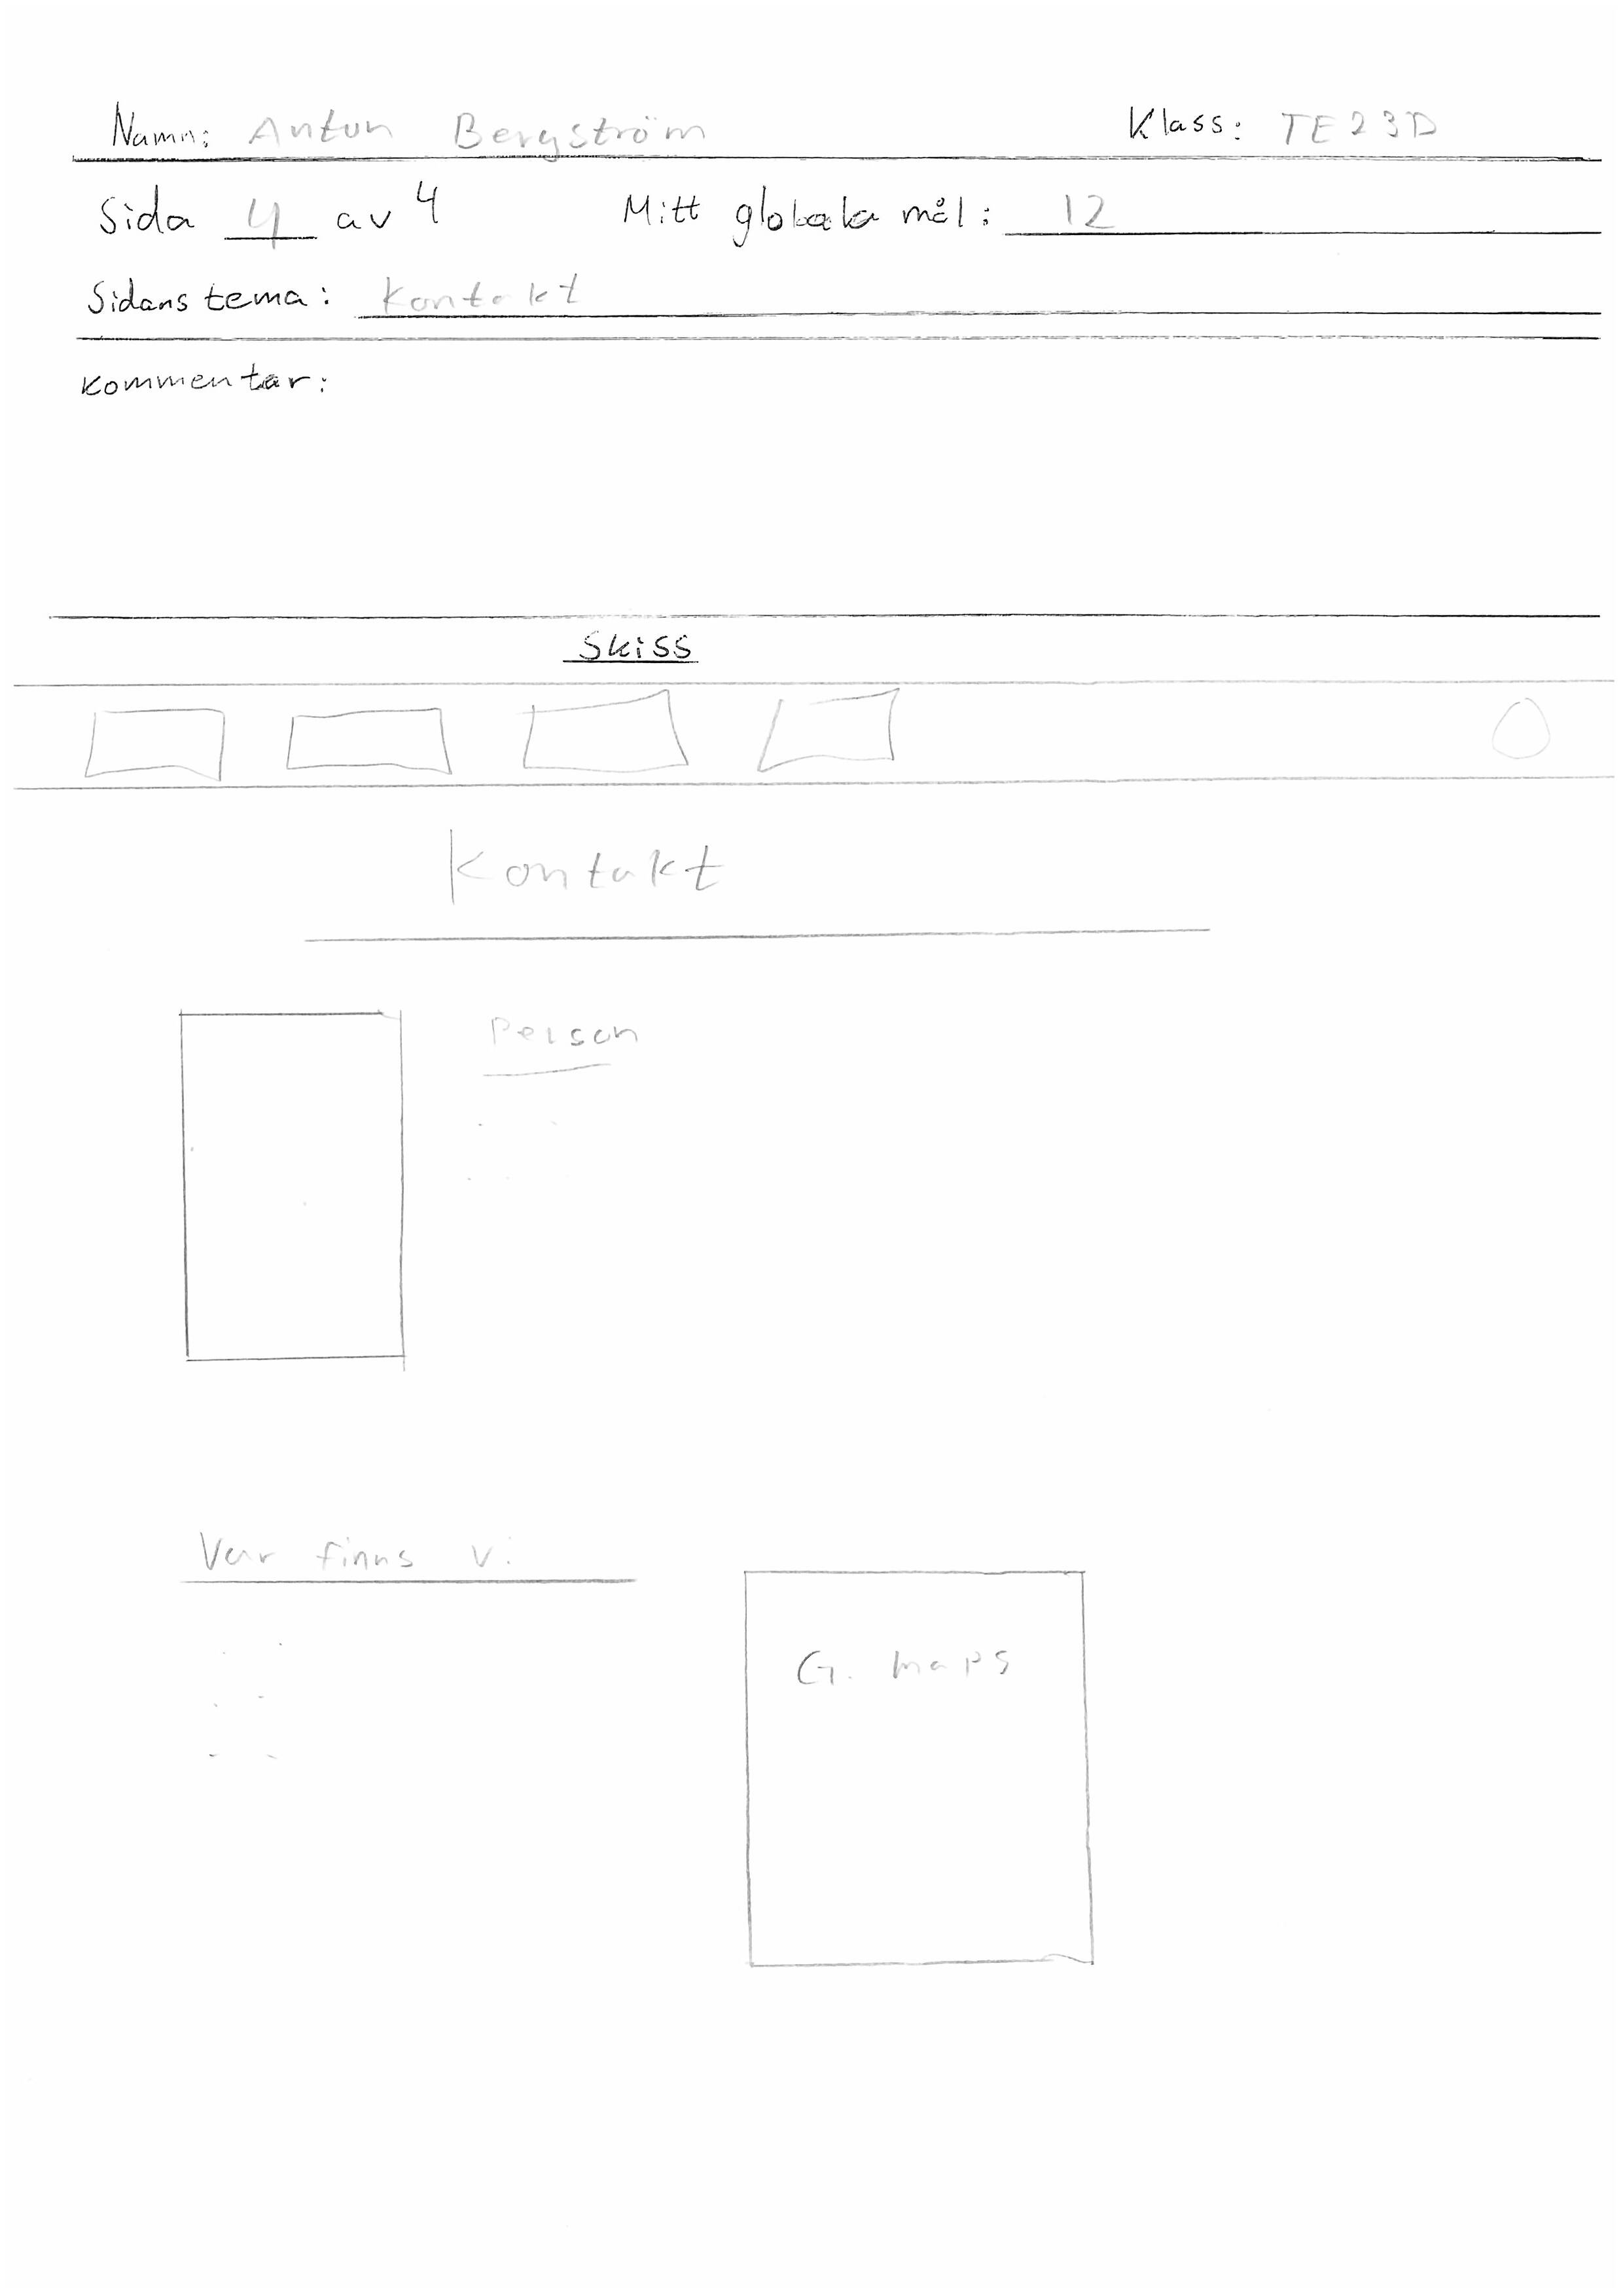 Namn: Anton Bergström Klass: TE23D
Sida 4 av 4 Mitt globala mål: 12
Sidans tema: Kontakt
Kommentar:
Skiss
Kontakt
Person
Var finns vi
G. maps